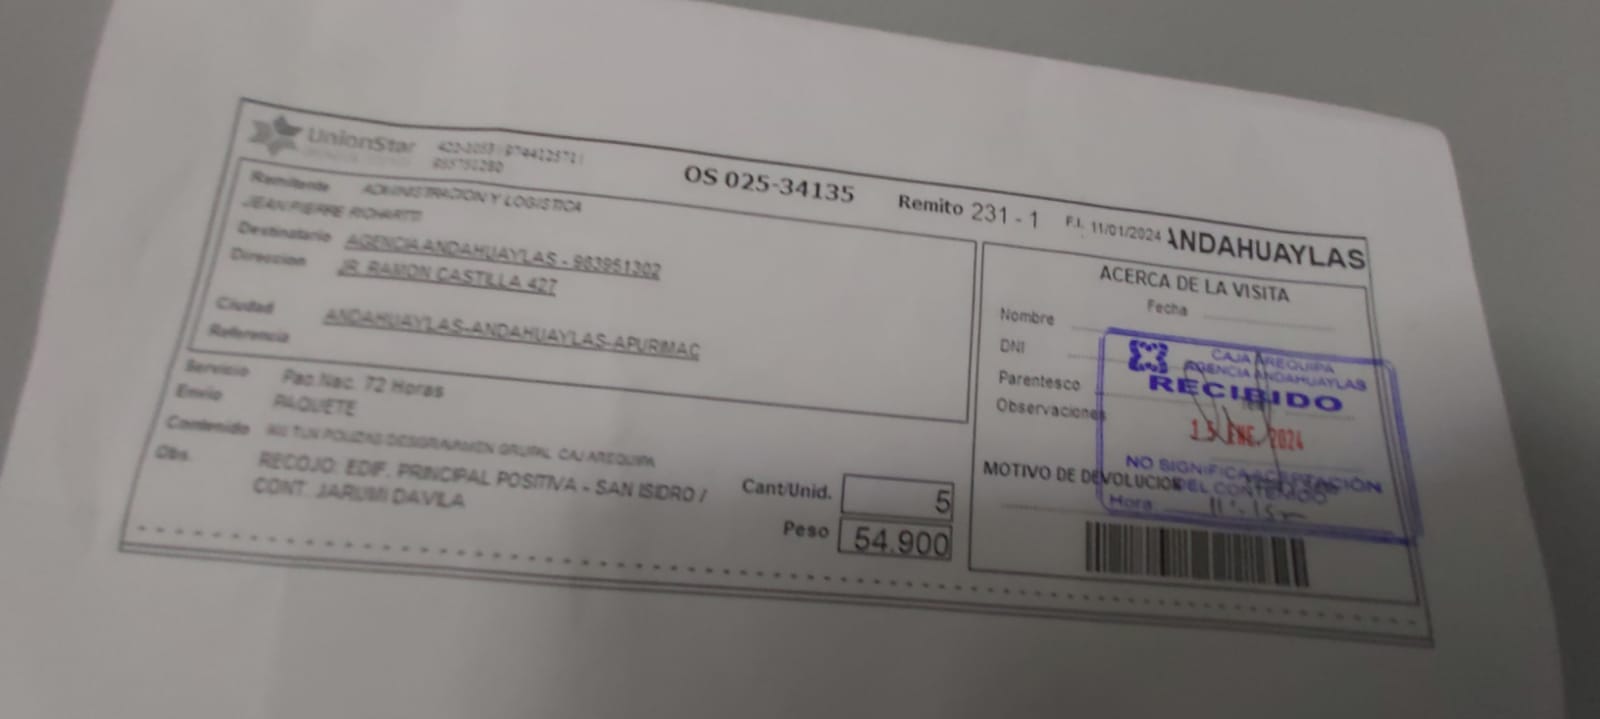 UnionStar
OS 025-34135
Remito 231 - 1
F.I. 11/01/2024
ANDAHUAYLAS
Remitente ADMINISTRACION Y LOGISTICA
JEAN PIERRE
Destinatario AGENCIA ANDAHUAYLAS - 963951302
Direccion JR. RAMON CASTILLA 427
Ciudad ANDAHUAYLAS-ANDAHUAYLAS-APURIMAC
Referencia
Servicio Paq.Nac. 72 Horas
Envio PAQUETE
Contenido DESGRAVAMEN GRUPAL CAJ AREQUIPA
Obs. RECOJO: EDIF. PRINCIPAL POSITIVA - SAN ISIDRO /
CONT. JARUMI DAVILA
Cant/Unid. 5
Peso 54.900
ACERCA DE LA VISITA
Fecha
Nombre
DNI
Parentesco
Observaciones
MOTIVO DE DEVOLUCION
CAJA AREQUIPA
AGENCIA ANDAHUAYLAS
RECIBIDO
15 ENE. 2024
NO SIGNIFICA ACEPTACIÓN
DEL CONTENIDO
Hora 11:15